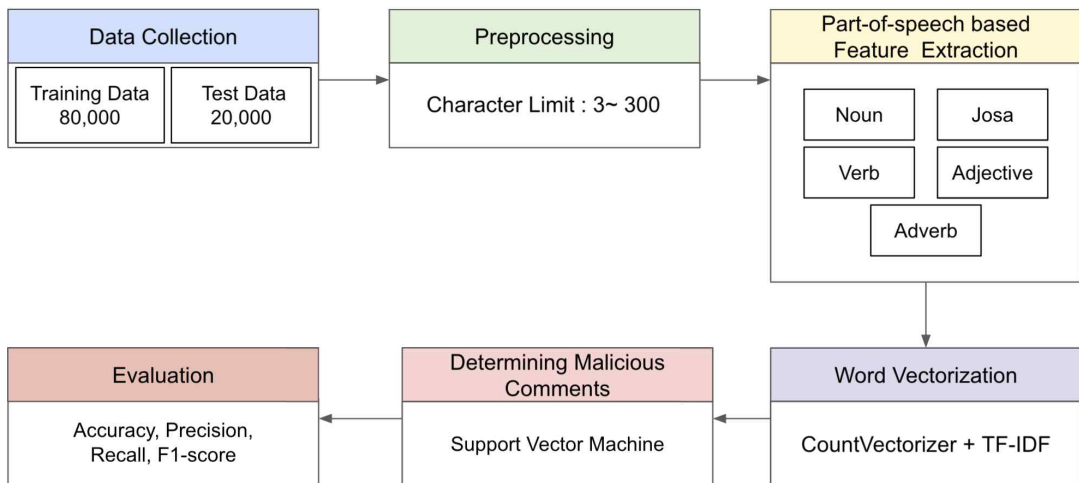 Data Collection
Training Data
80,000
Test Data
20,000
Preprocessing
Character Limit : 3~ 300
Part-of-speech based
Feature Extraction
Noun
Josa
Verb
Adjective
Adverb
Word Vectorization
CountVectorizer + TF-IDF
Determining Malicious
Comments
Support Vector Machine
Evaluation
Accuracy, Precision,
Recall, F1-score